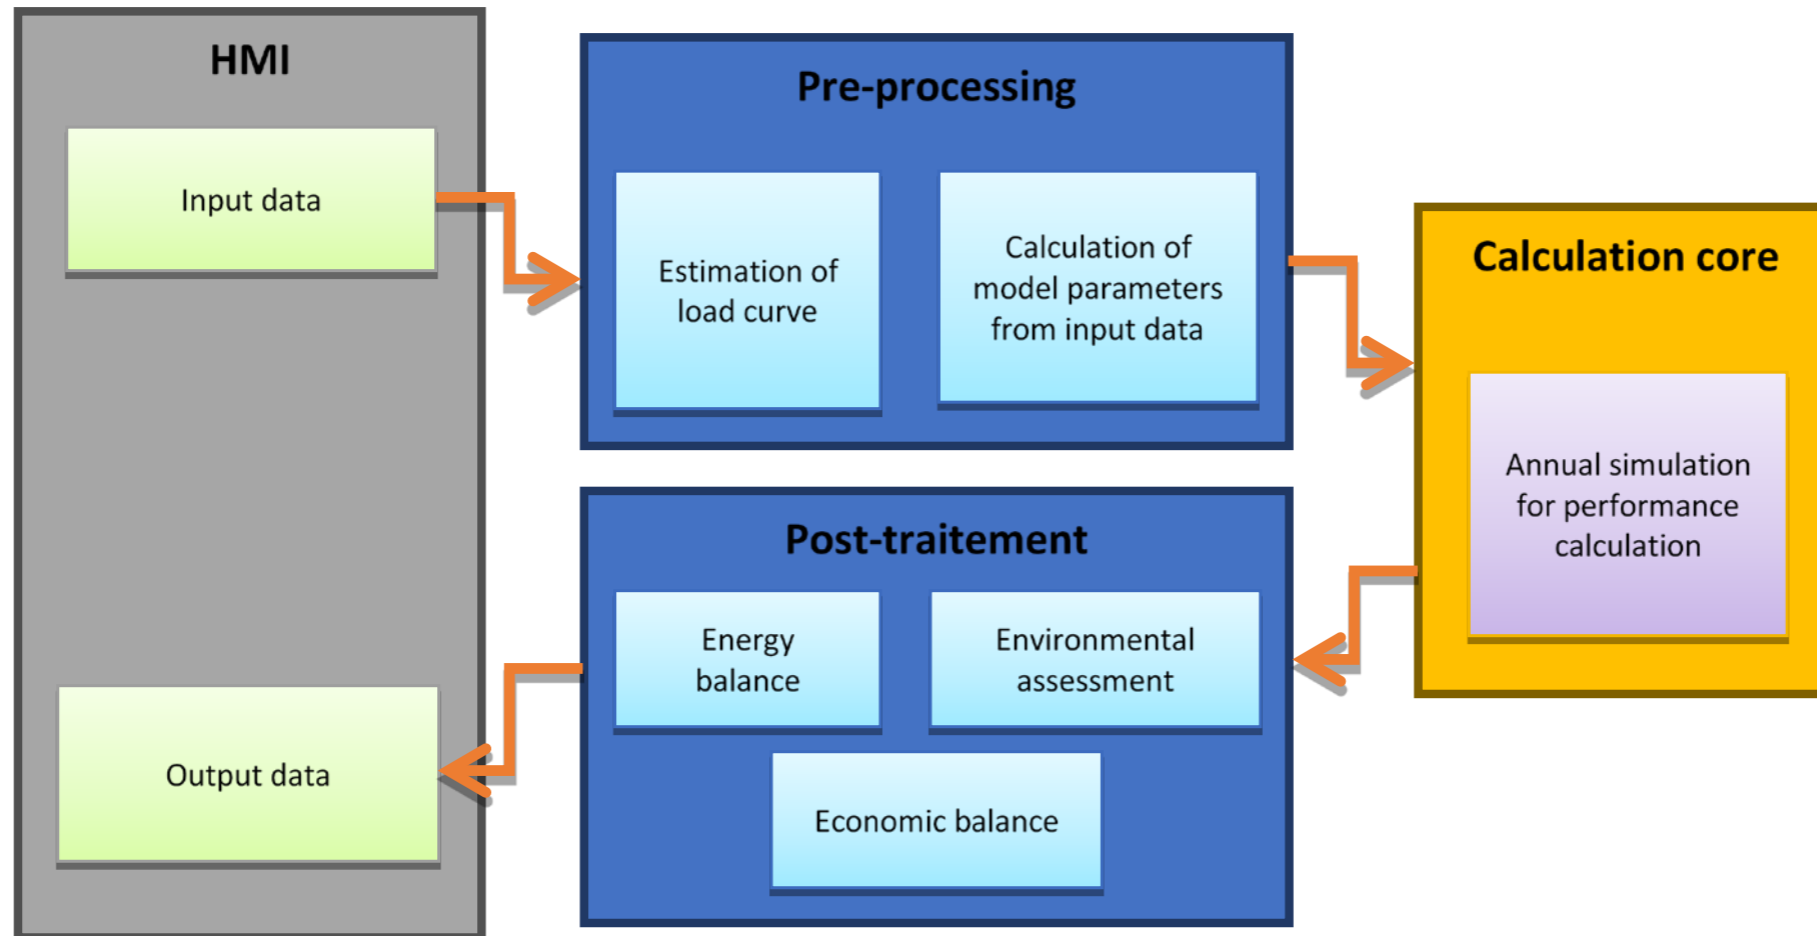 HMI
Input data
Output data
Pre-processing
Estimation of
load curve
Calculation of
model parameters
from input data
Calculation core
Annual simulation
for performance
calculation
Post-traitement
Energy
balance
Environmental
assessment
Economic balance